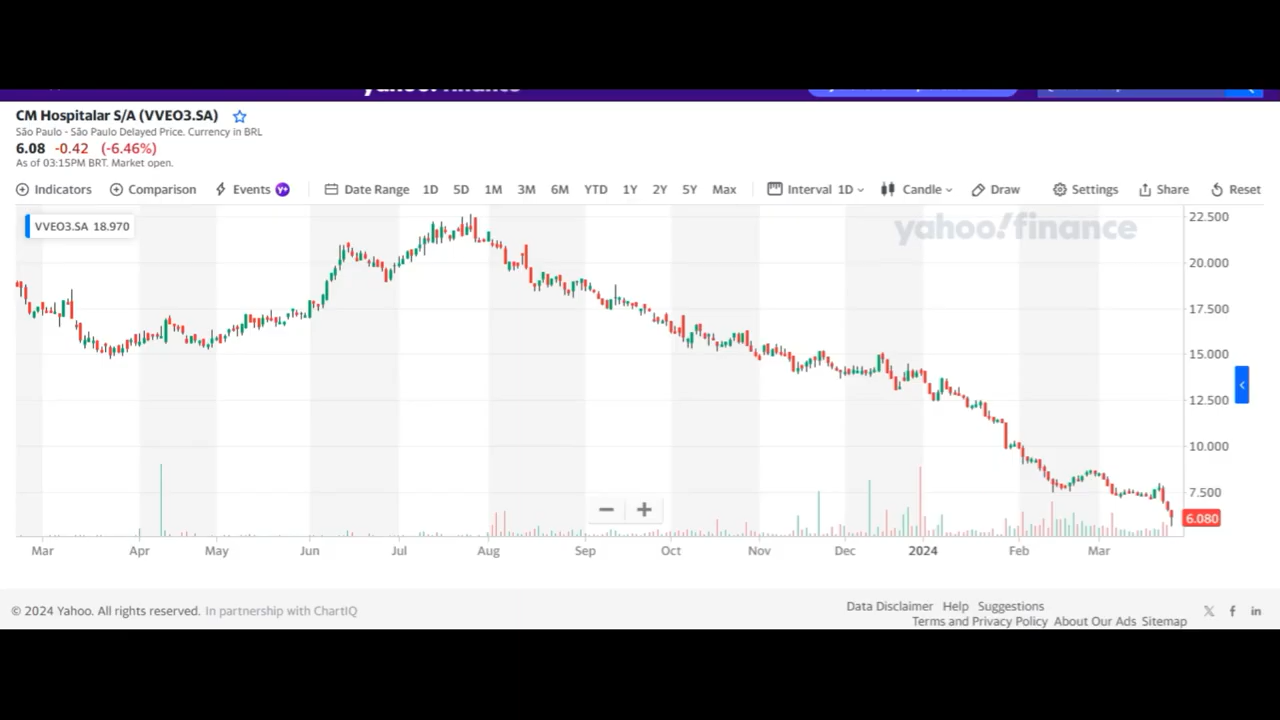 CM Hospitalar S/A (VVEO3.SA)
São Paulo - São Paulo Delayed Price. Currency in BRL
6.08 -0.42 (-6.46%)
As of 03:15PM BRT. Market open.
Indicators Comparison Events Y+ Date Range 1D 5D 1M 3M 6M YTD 1Y 2Y 5Y Max Interval 1D Candle Draw Settings Share Reset
VVEO3.SA 18.970
yahoo!finance
22.500
20.000
17.500
15.000
12.500
10.000
7.500
6.080
Mar Apr May Jun Jul Aug Sep Oct Nov Dec 2024 Feb Mar
© 2024 Yahoo. All rights reserved. In partnership with ChartIQ
Data Disclaimer Help Suggestions
Terms and Privacy Policy About Our Ads Sitemap